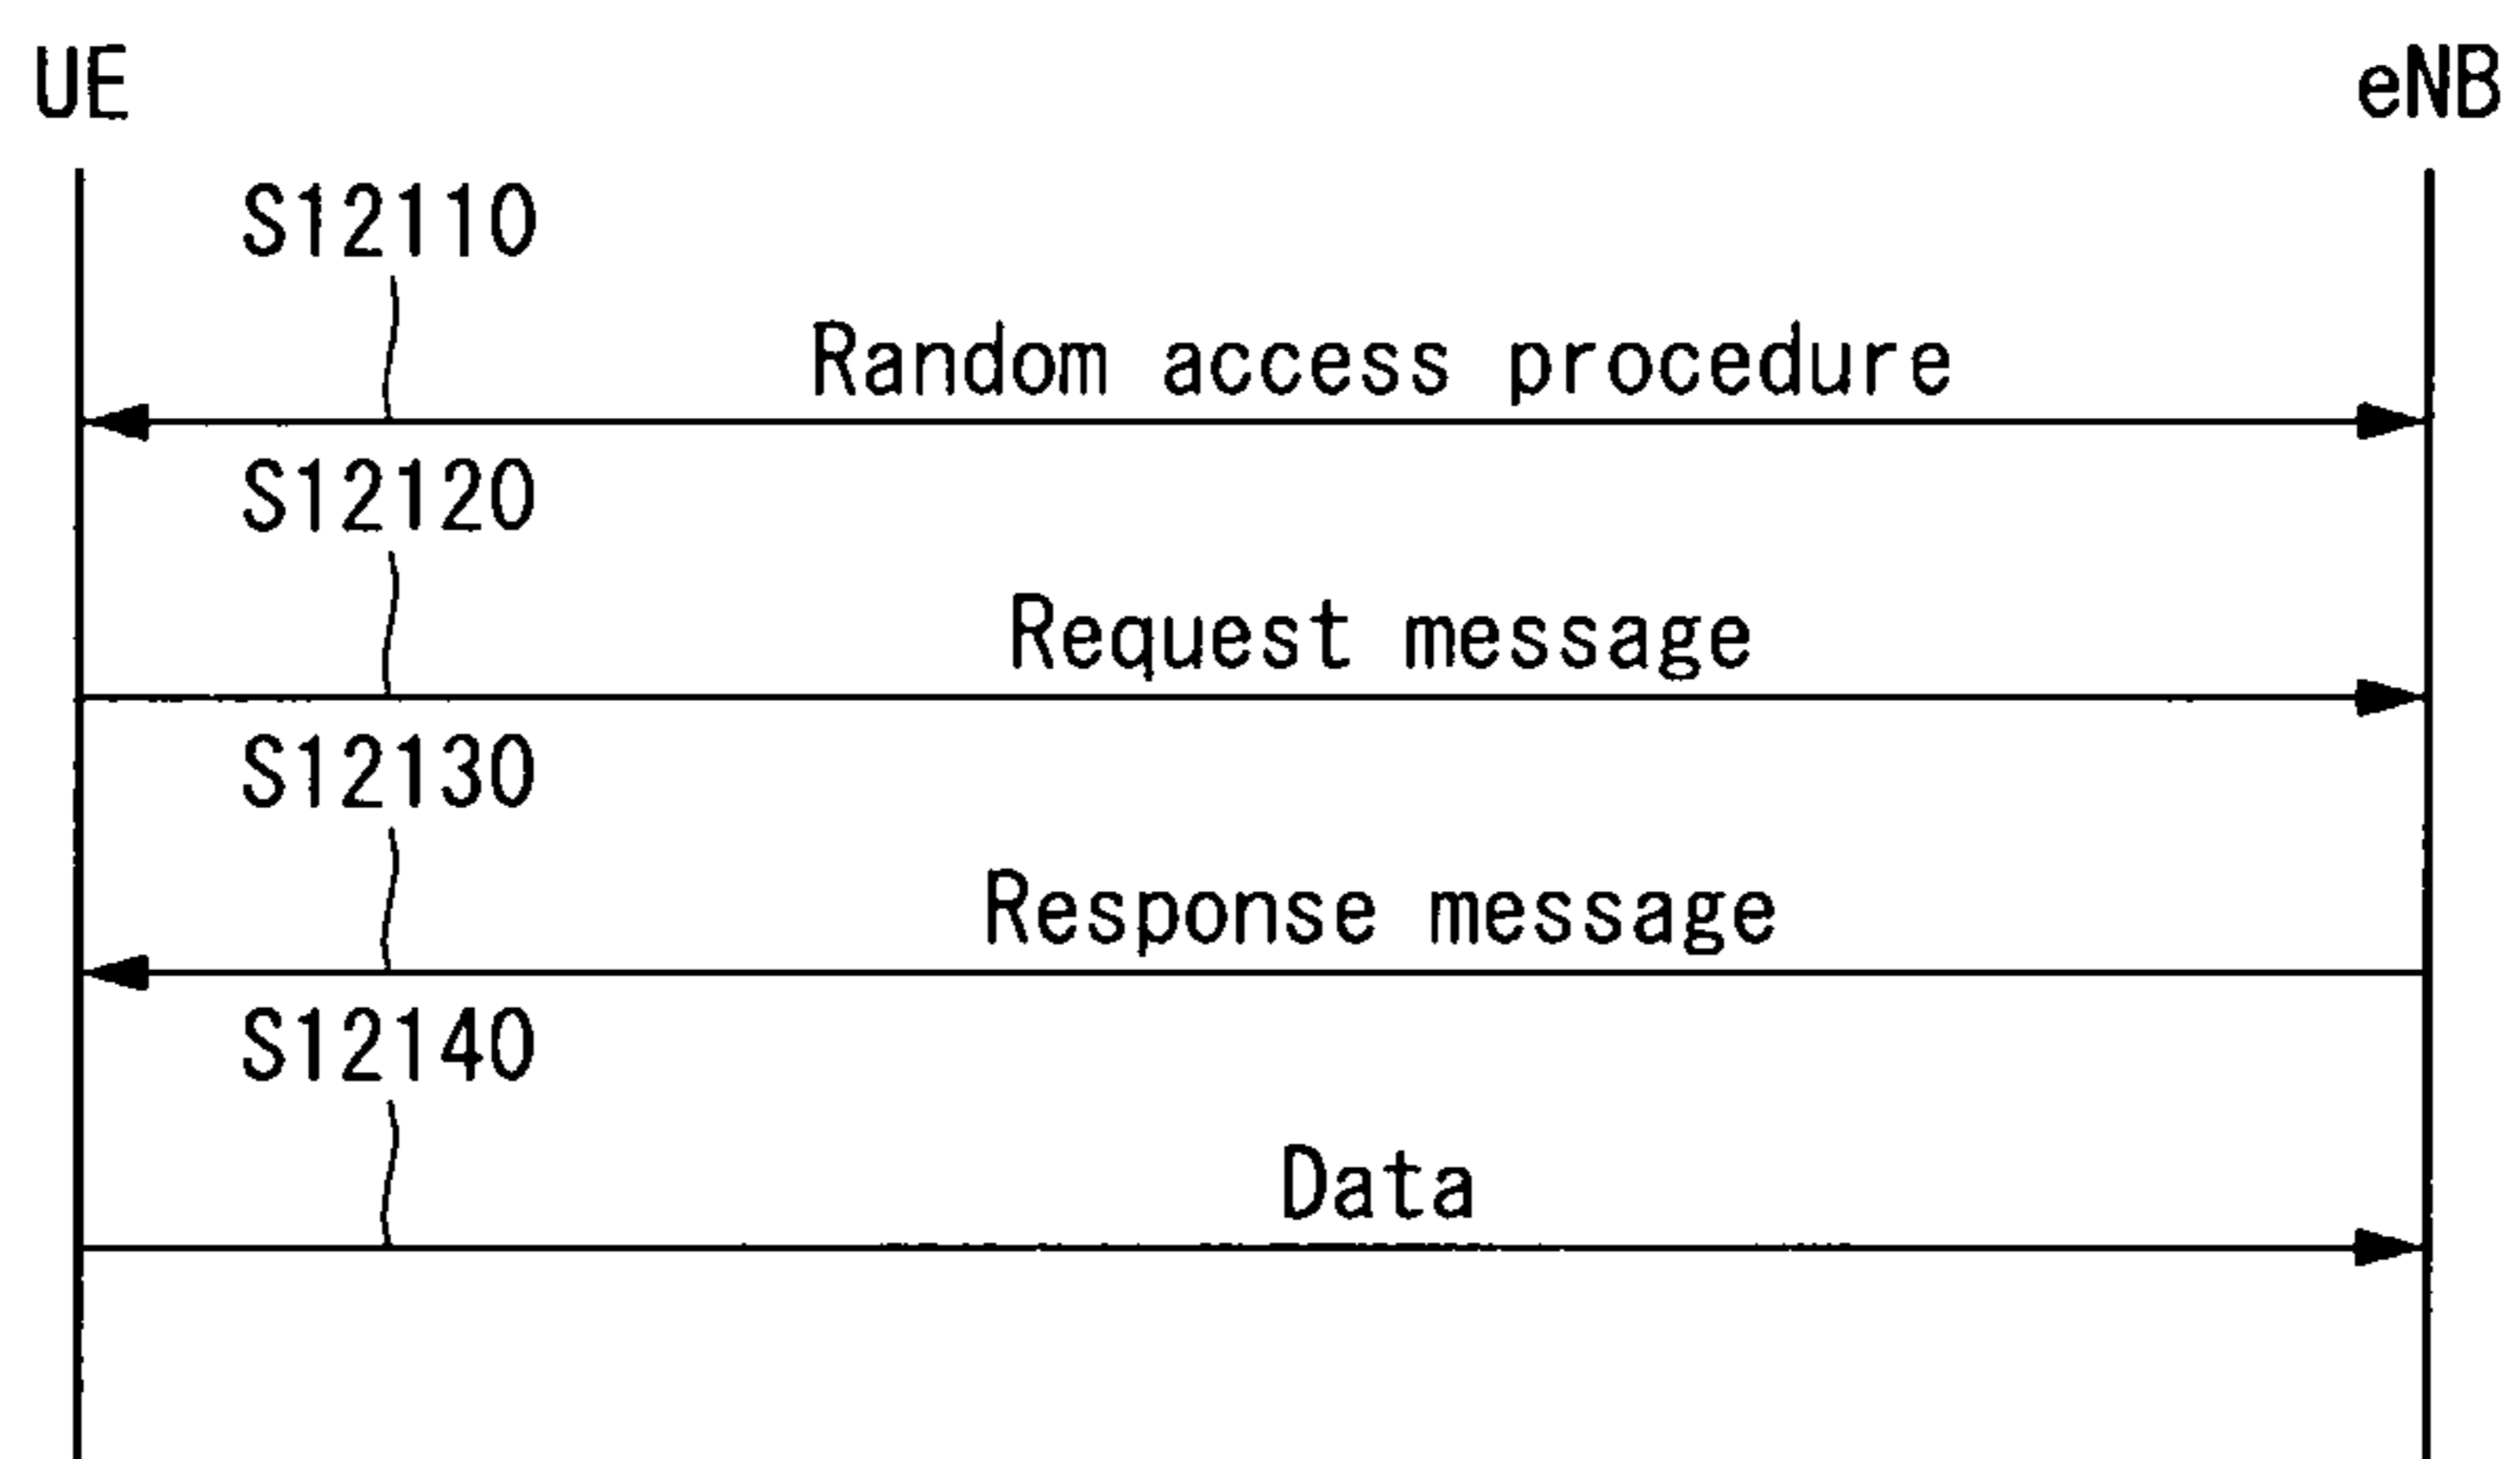 UE eNB
S12110
Random access procedure
S12120
Request message
S12130
Response message
S12140
Data